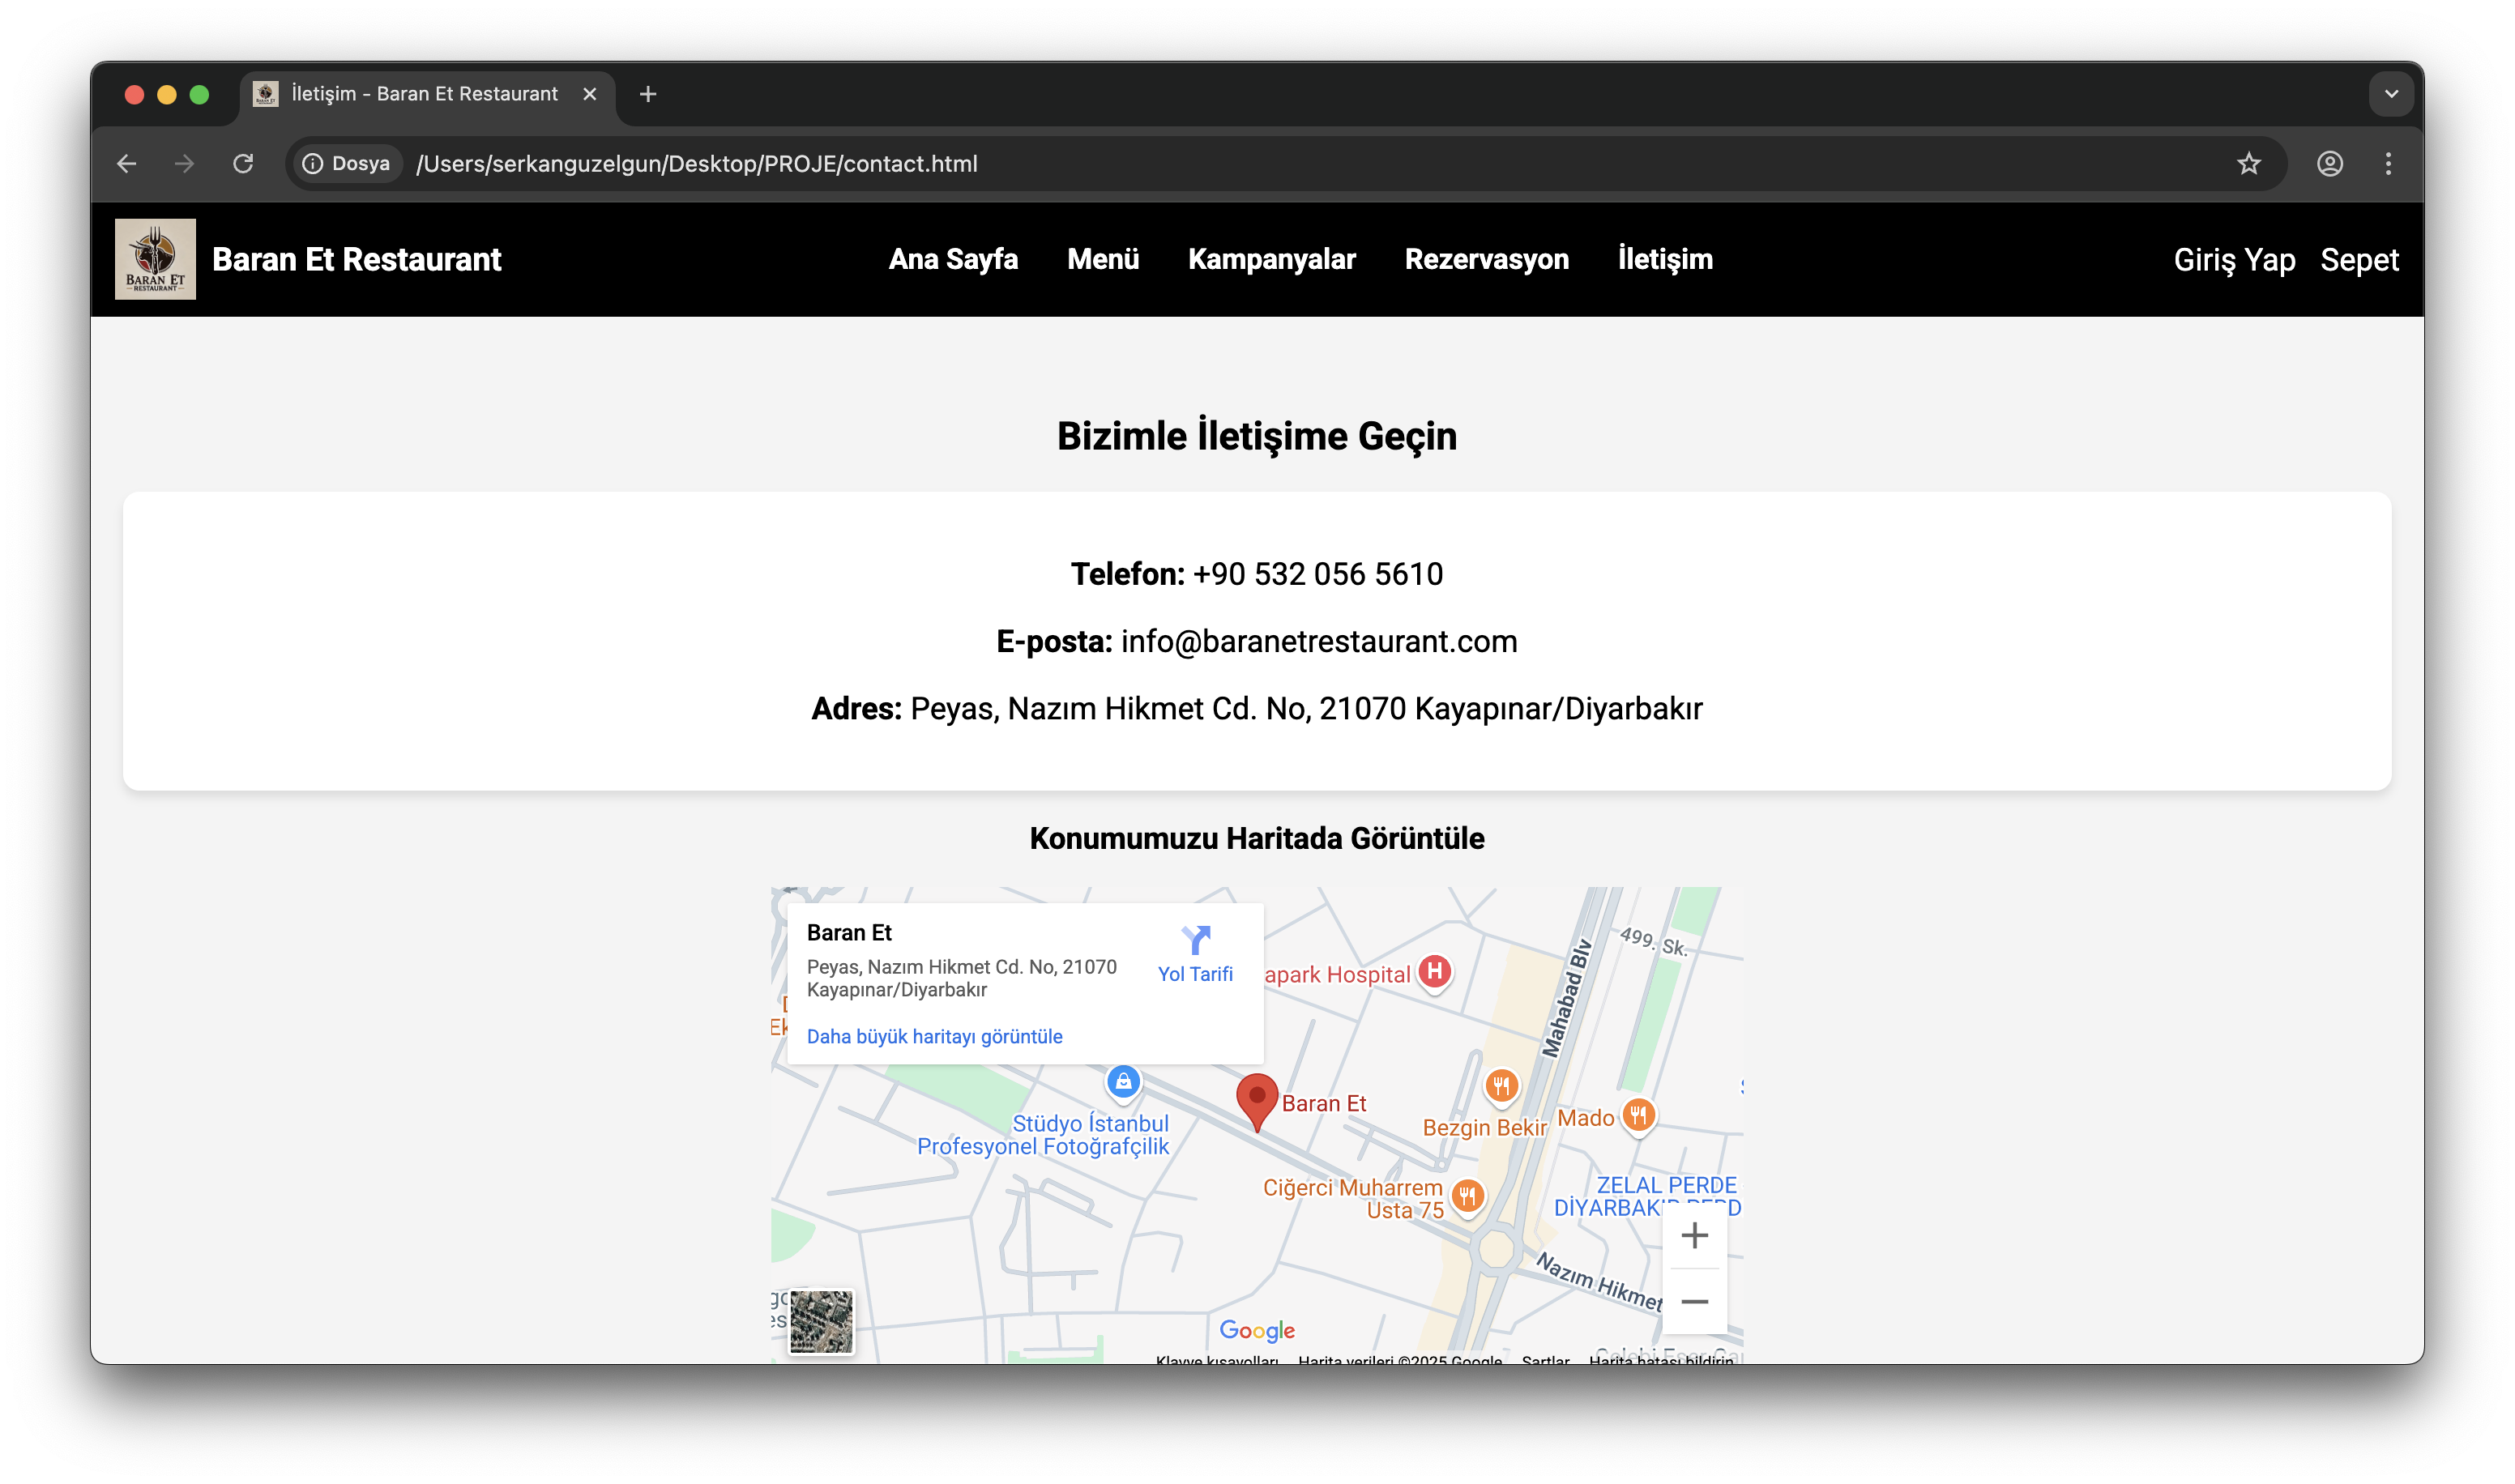 İletişim - Baran Et Restaurant
Dosya /Users/serkanguzelgun/Desktop/PROJE/contact.html
BARAN ET
RESTAURANT
Baran Et Restaurant
Ana Sayfa Menü Kampanyalar Rezervasyon İletişim
Giriş Yap Sepet
Bizimle İletişime Geçin
Telefon: +90 532 056 5610
E-posta: info@baranetrestaurant.com
Adres: Peyas, Nazım Hikmet Cd. No, 21070 Kayapınar/Diyarbakır
Konumumuzu Haritada Görüntüle
Baran Et
Peyas, Nazım Hikmet Cd. No, 21070
Kayapınar/Diyarbakır
Yol Tarifi
Daha büyük haritayı görüntüle
apark Hospital
H
499. Sk.
Mahabad Blv
Stüdyo İstanbul
Profesyonel Fotoğrafçilik
Baran Et
Bezgin Bekir
Mado
Ciğerci Muharrem
Usta 75
ZELAL PERDE
Nazım Hikmet
Google
Klavye kısayolları Harita verileri ©2025 Google Şartlar Harita hatası bildirin